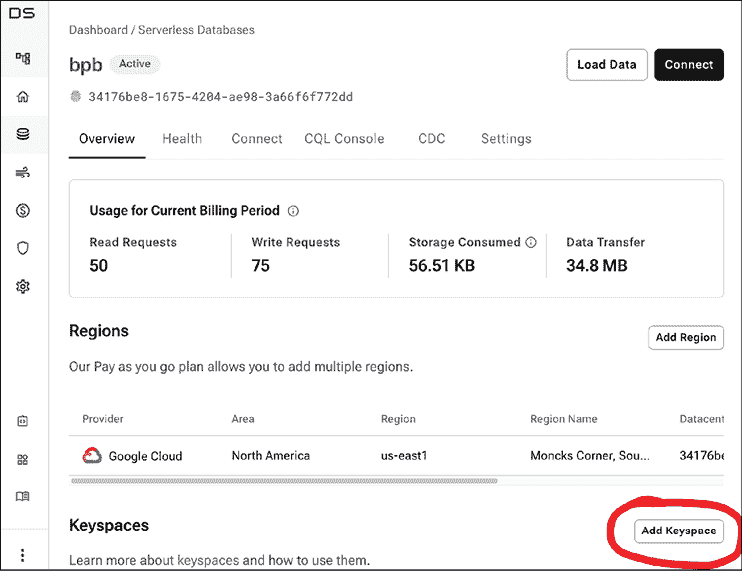 DS
Dashboard / Serverless Databases
bpb Active
Load Data Connect
34176be8-1675-4204-ae98-3a66f6f772dd
Overview Health Connect CQL Console CDC Settings
Usage for Current Billing Period
Read Requests Write Requests Storage Consumed Data Transfer
50 75 56.51 KB 34.8 MB
Regions
Add Region
Our Pay as you go plan allows you to add multiple regions.
Provider Area Region Region Name Datacent
Google Cloud North America us-east1 Moncks Corner, Sou... 34176be
Keyspaces
Add Keyspace
Learn more about keyspaces and how to use them.